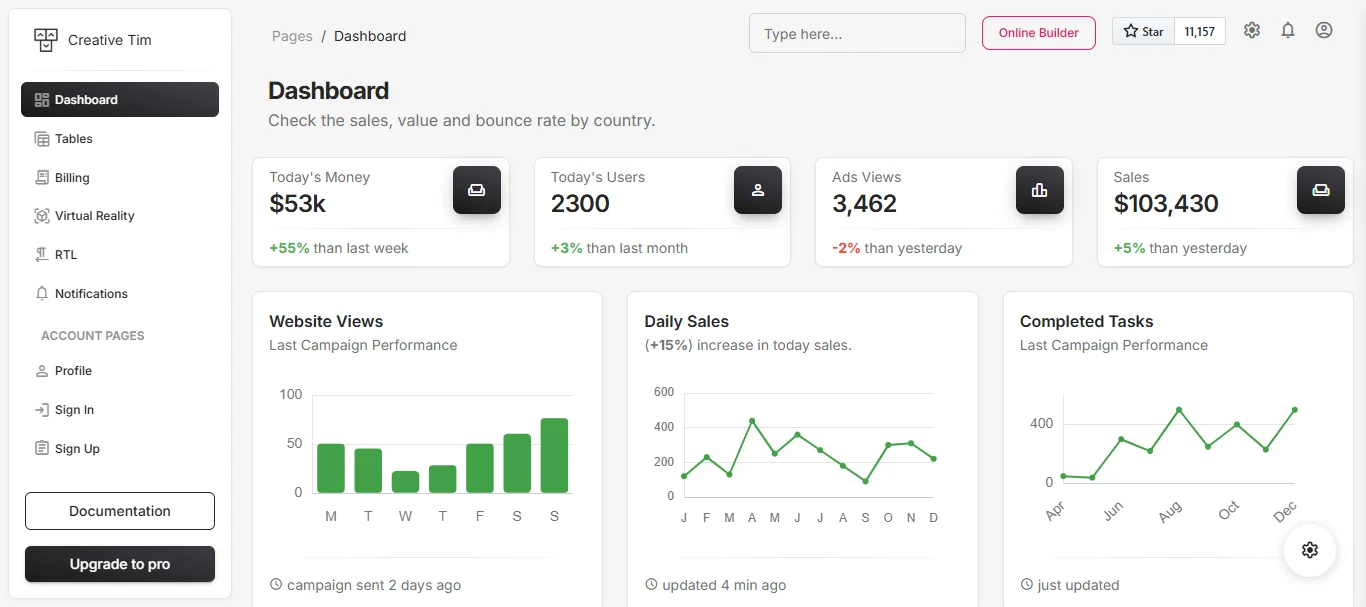 Creative Tim
Dashboard
Tables
Billing
Virtual Reality
RTL
Notifications
ACCOUNT PAGES
Profile
Sign In
Sign Up
Documentation
Upgrade to pro
Pages / Dashboard
Type here...
Online Builder
Star 11,157
Dashboard
Check the sales, value and bounce rate by country.
Today's Money
$53k
+55% than last week
Today's Users
2300
+3% than last month
Ads Views
3,462
-2% than yesterday
Sales
$103,430
+5% than yesterday
Website Views
Last Campaign Performance
100
50
0
M T W T F S S
campaign sent 2 days ago
Daily Sales
(+15%) increase in today sales.
600
400
200
0
J F M A M J J A S O N D
updated 4 min ago
Completed Tasks
Last Campaign Performance
400
0
Apr Jun Aug Oct Dec
just updated